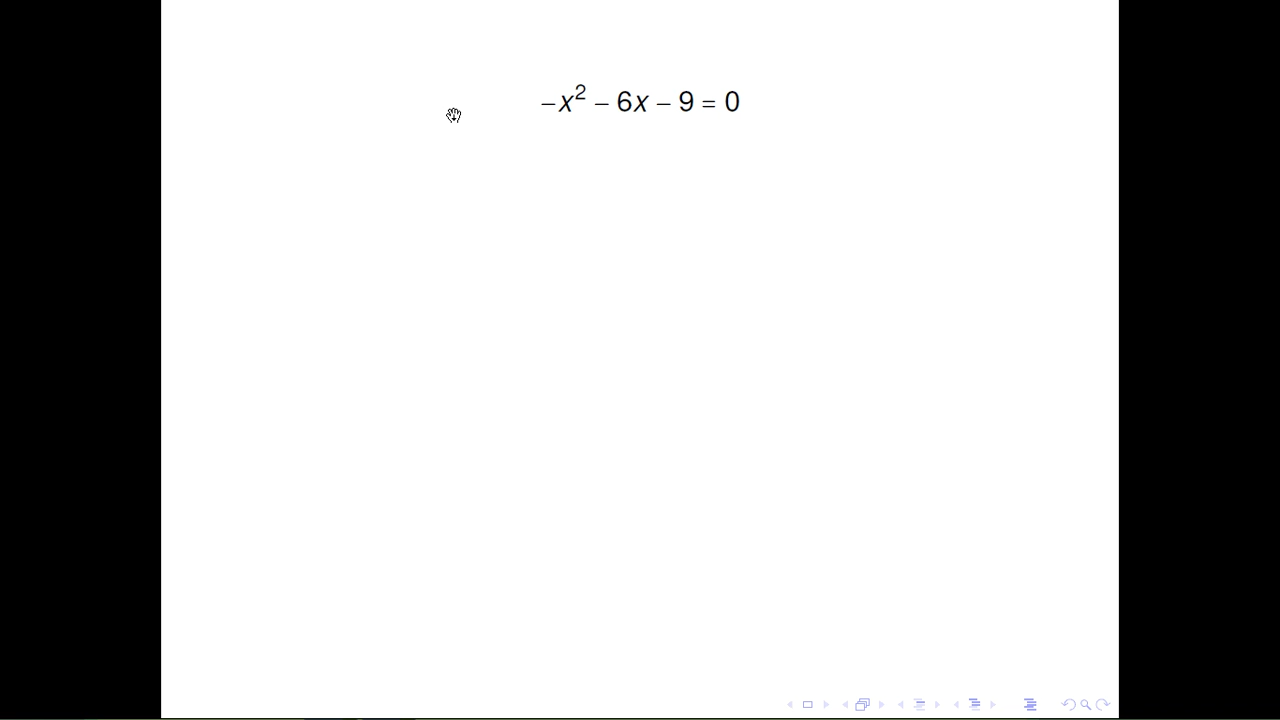 −x² − 6x − 9 = 0